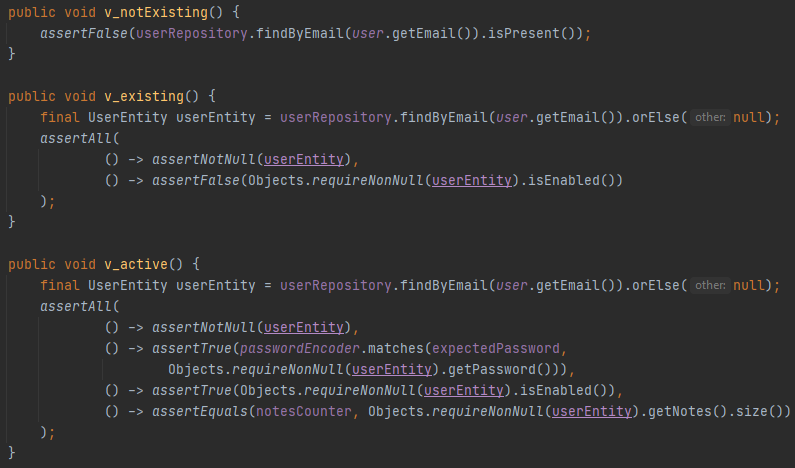 public void v_notExisting() {
    assertFalse(userRepository.findByEmail(user.getEmail()).isPresent());
}

public void v_existing() {
    final UserEntity userEntity = userRepository.findByEmail(user.getEmail()).orElse( other: null);
    assertAll(
            () -> assertNotNull(userEntity),
            () -> assertFalse(Objects.requireNonNull(userEntity).isEnabled())
    );
}

public void v_active() {
    final UserEntity userEntity = userRepository.findByEmail(user.getEmail()).orElse( other: null);
    assertAll(
            () -> assertNotNull(userEntity),
            () -> assertTrue(passwordEncoder.matches(expectedPassword,
                    Objects.requireNonNull(userEntity).getPassword())),
            () -> assertTrue(Objects.requireNonNull(userEntity).isEnabled()),
            () -> assertEquals(notesCounter, Objects.requireNonNull(userEntity).getNotes().size())
    );
}